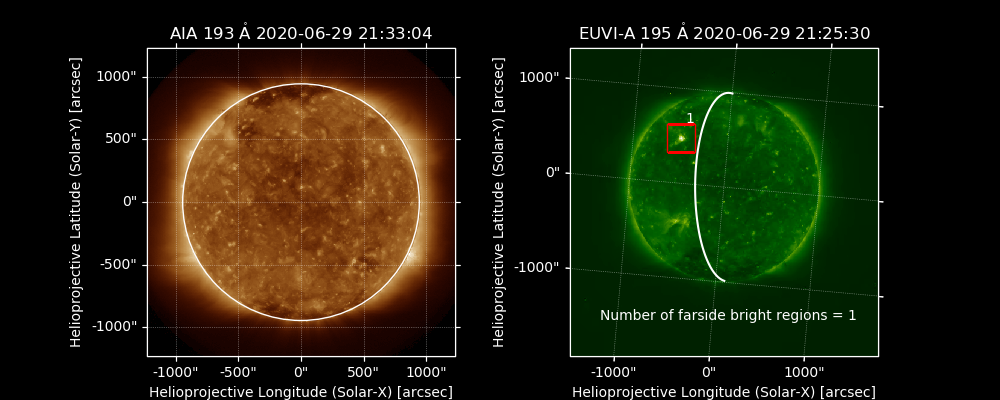 AIA 193 Å 2020-06-29 21:33:04
Helioprojective Latitude (Solar-Y) [arcsec]
1000"
500"
0"
-500"
-1000"
-1000"
-500"
0"
500"
1000"
Helioprojective Longitude (Solar-X) [arcsec]
EUVI-A 195 Å 2020-06-29 21:25:30
Helioprojective Latitude (Solar-Y) [arcsec]
1000"
0"
-1000"
1
Number of farside bright regions = 1
-1000"
0"
1000"
Helioprojective Longitude (Solar-X) [arcsec]